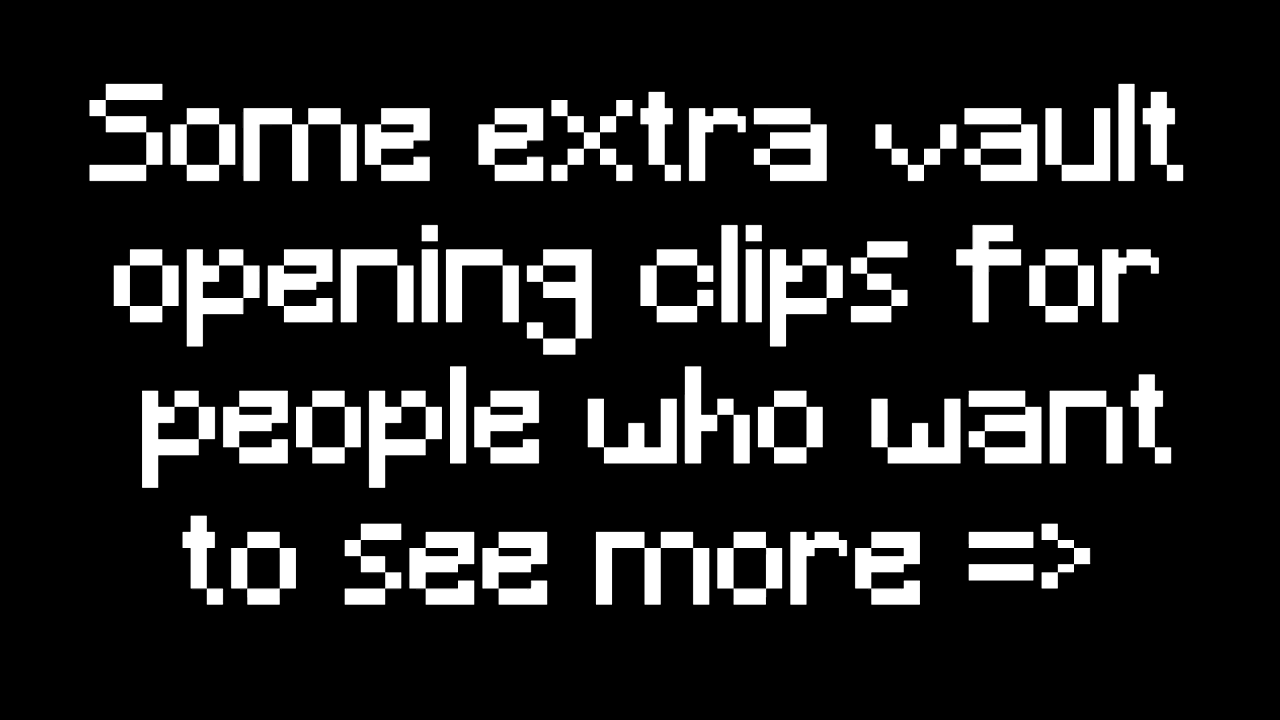 Some extra vault
opening clips for
people who want
to see more =>